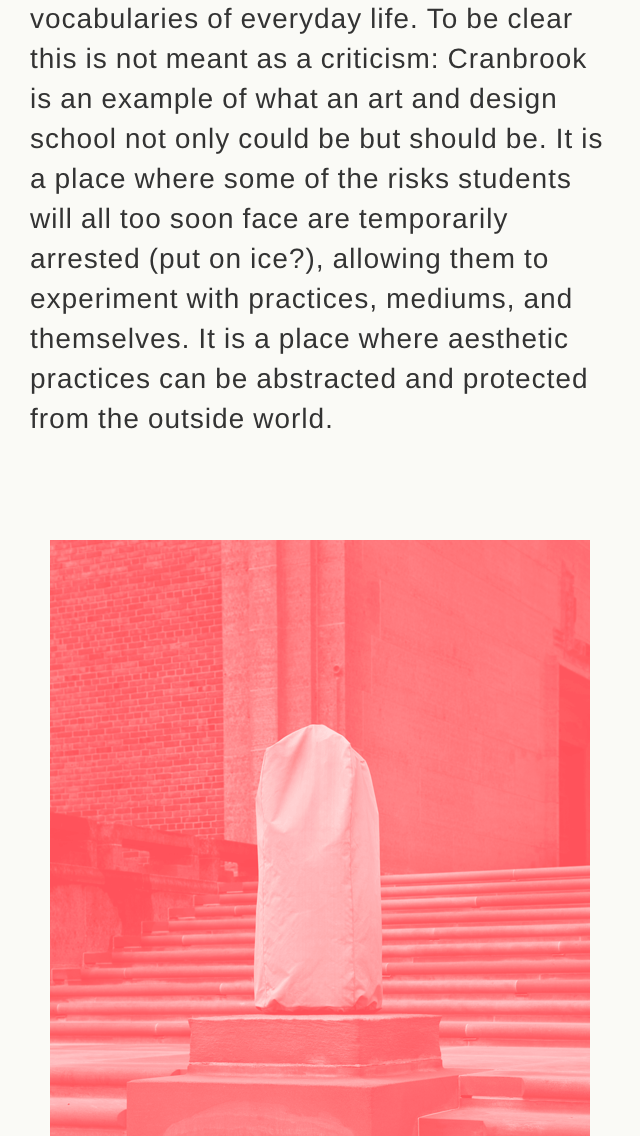 vocabularies of everyday life. To be clear
this is not meant as a criticism: Cranbrook
is an example of what an art and design
school not only could be but should be. It is
a place where some of the risks students
will all too soon face are temporarily
arrested (put on ice?), allowing them to
experiment with practices, mediums, and
themselves. It is a place where aesthetic
practices can be abstracted and protected
from the outside world.